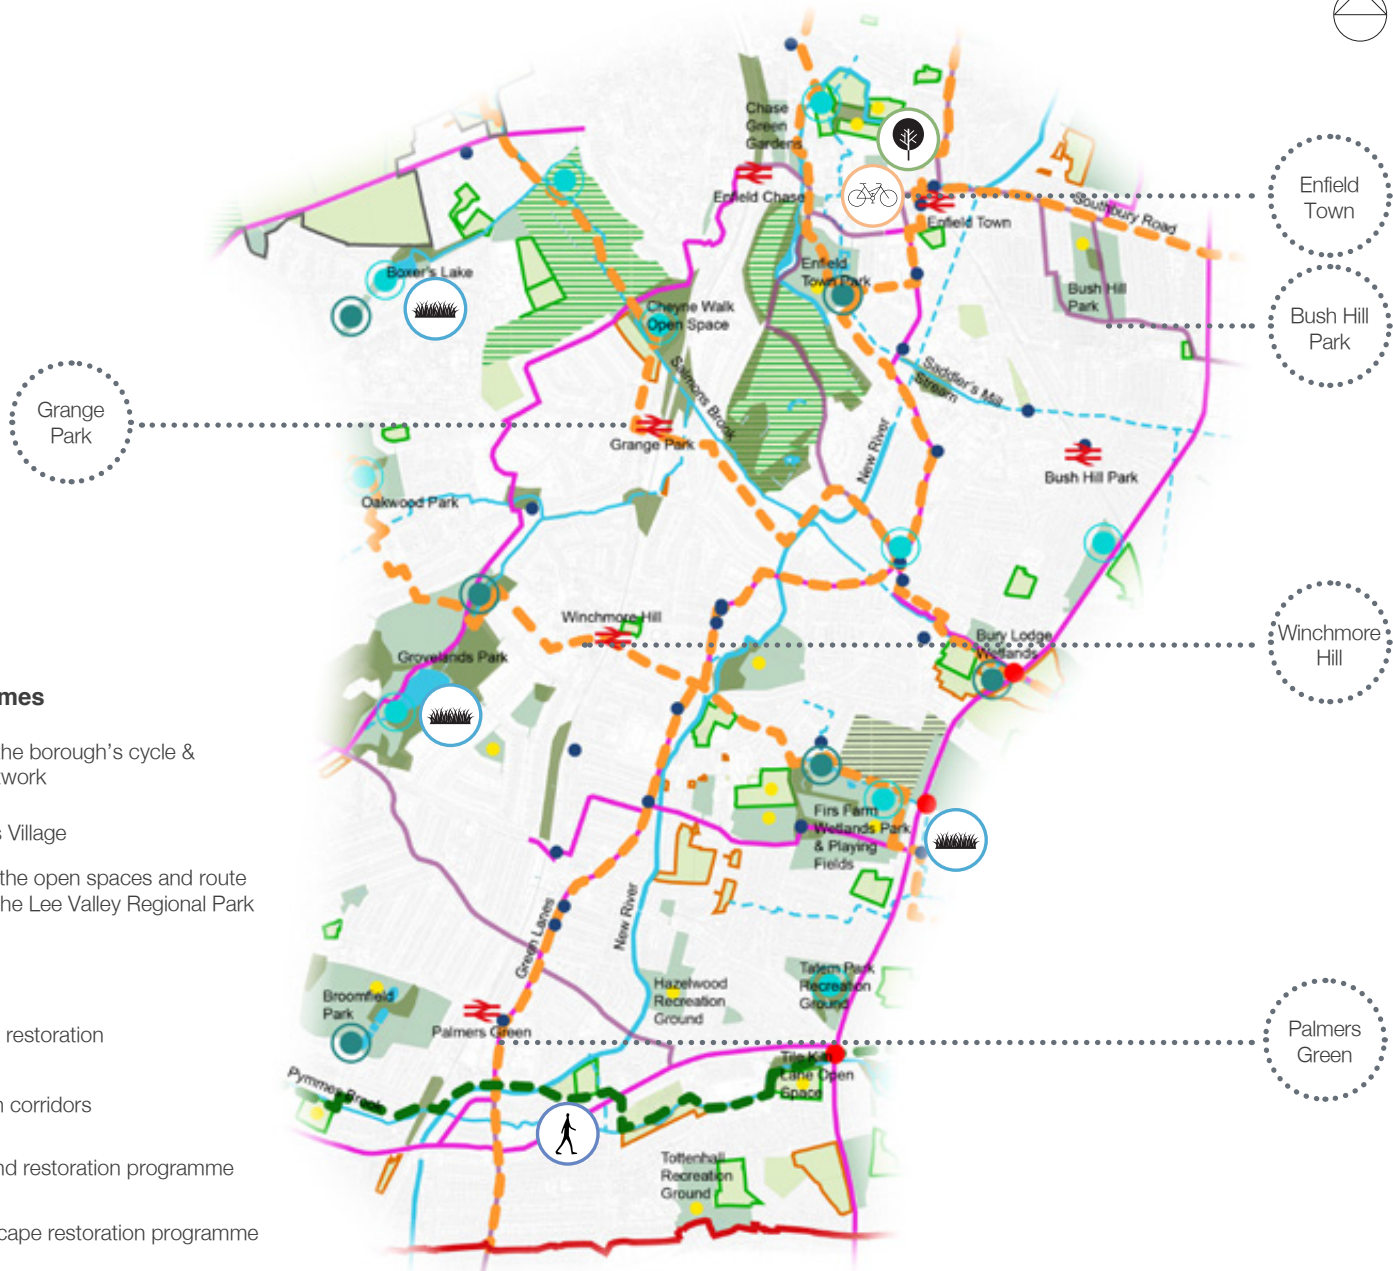 Chase
Green
Gardens
Enfield Chase
Enfield Town
Southbury Road
Enfield
Town
Boxer's Lake
Enfield
Town Park
Bush Hill
Park
Bush Hill
Park
Cheyne Walk
Open Space
Saddler's Mill
Stream
Salmons Brook
Grange
Park
Grange Park
New River
Bush Hill Park
Oakwood Park
Winchmore Hill
Bury Lodge
Wetlands
Winchmore
Hill
Grovelands Park
mes
the borough's cycle &
twork
s Village
the open spaces and route
he Lee Valley Regional Park
restoration
n corridors
nd restoration programme
cape restoration programme
Firs Farm
Wetlands Park
& Playing
Fields
Green Lanes
New River
Hazelwood
Recreation
Ground
Tatem Park
Recreation
Ground
Broomfield
Park
Palmers Green
Palmers
Green
Pymmes Brook
Tile Kiln
Lane Open
Space
Tottenhall
Recreation
Ground